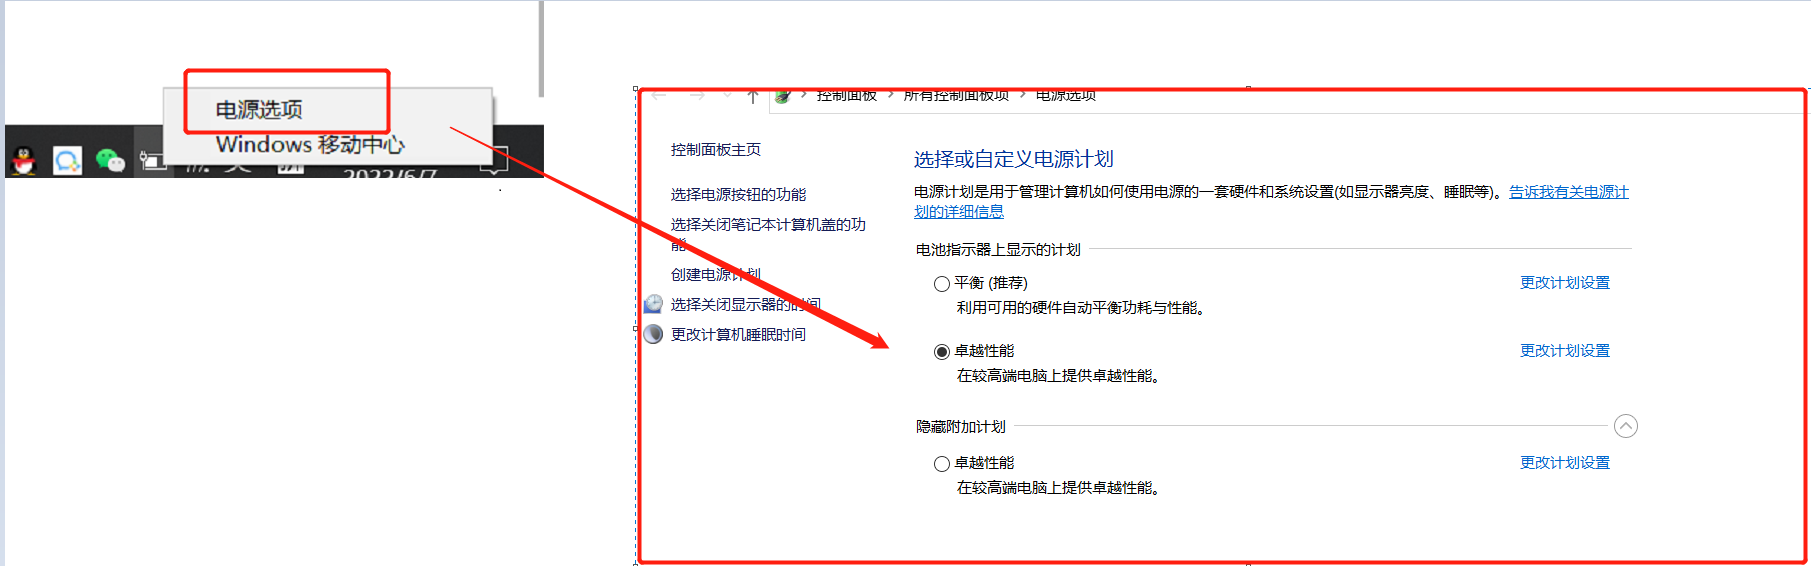 电源选项
Windows 移动中心
2022/6/7
控制面板 › 所有控制面板项 › 电源选项
控制面板主页
选择电源按钮的功能
选择关闭笔记本计算机盖的功
能
创建电源计划
选择关闭显示器的时间
更改计算机睡眠时间
选择或自定义电源计划
电源计划是用于管理计算机如何使用电源的一套硬件和系统设置(如显示器亮度、睡眠等)。告诉我有关电源计
划的详细信息
电池指示器上显示的计划
平衡 (推荐) 更改计划设置
利用可用的硬件自动平衡功耗与性能。
卓越性能 更改计划设置
在较高端电脑上提供卓越性能。
隐藏附加计划
卓越性能 更改计划设置
在较高端电脑上提供卓越性能。